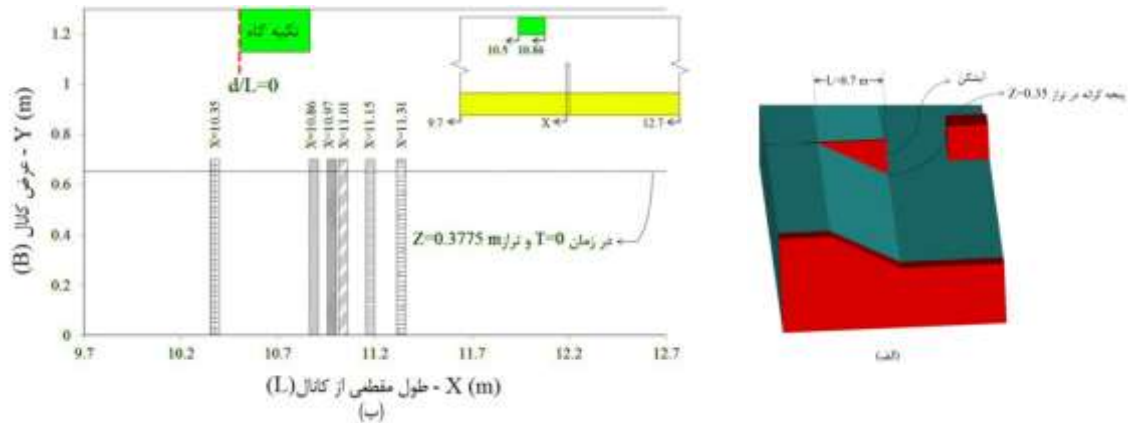 1.2
1
0.8
0.6
0.4
0.2
0
عرض کانال - Y (m) (B)
تکیه گاه
d/L=0
X=10.35
X=10.86
X=10.97
X=11.01
X=11.15
X=11.31
در زمان T=0 و تراز Z=0.3775 m
10.5
10.86
9.7
X
12.7
9.7
10.2
10.7
11.2
11.7
12.2
12.7
طول مقطعی از کانال (L) - X (m)
(ب)
L=0.7 m
آبشکن
پنجه کرانه در تراز Z=0.35
(الف)